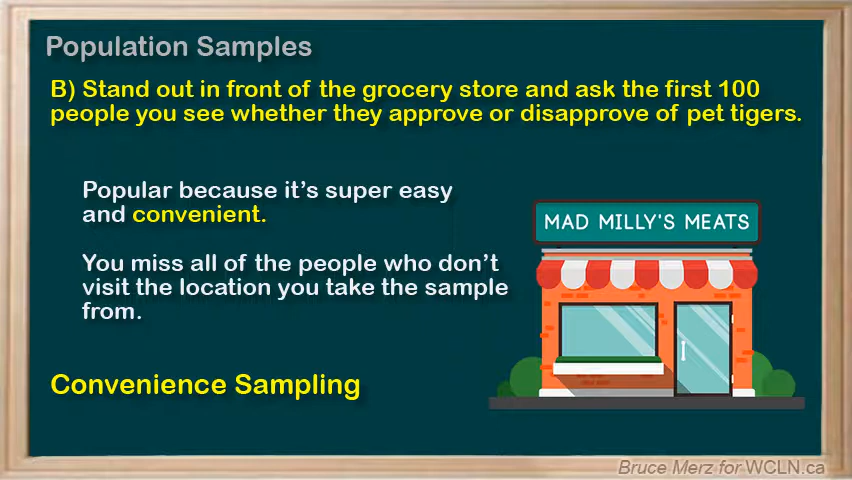 Population Samples
B) Stand out in front of the grocery store and ask the first 100
people you see whether they approve or disapprove of pet tigers.
Popular because it's super easy
and convenient.
You miss all of the people who don't
visit the location you take the sample
from.
MAD MILLY'S MEATS
Convenience Sampling
Bruce Merz for WCLN.ca